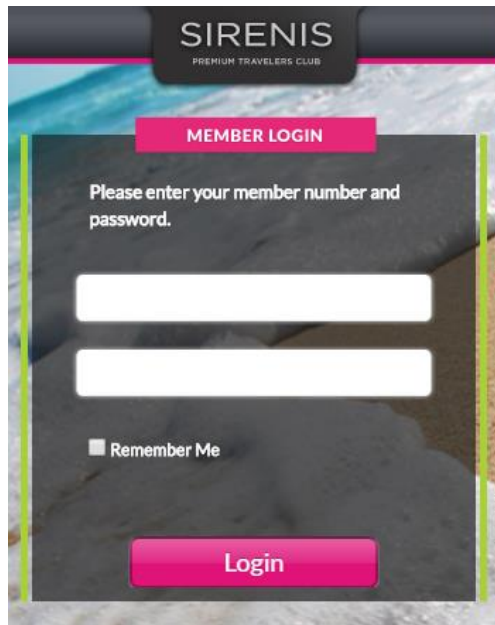 SIRENIS
PREMIUM TRAVELERS CLUB
MEMBER LOGIN
Please enter your member number and
password.
Remember Me
Login